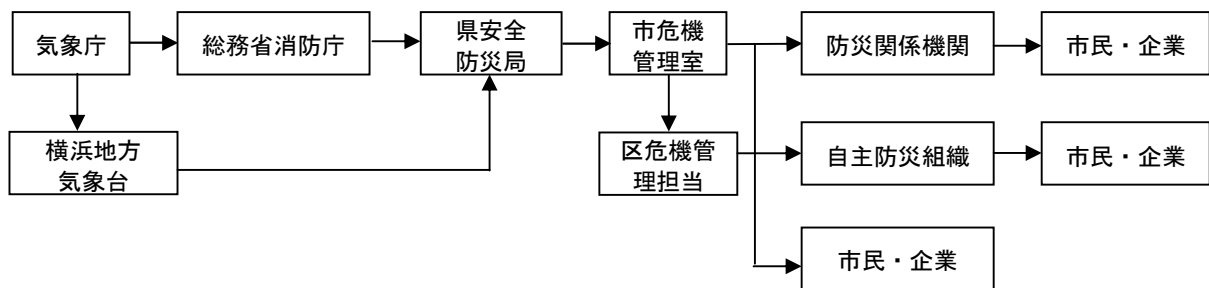 気象庁
総務省消防庁
県安全
防災局
市危機
管理室
防災関係機関
市民・企業
横浜地方
気象台
区危機管
理担当
自主防災組織
市民・企業
市民・企業